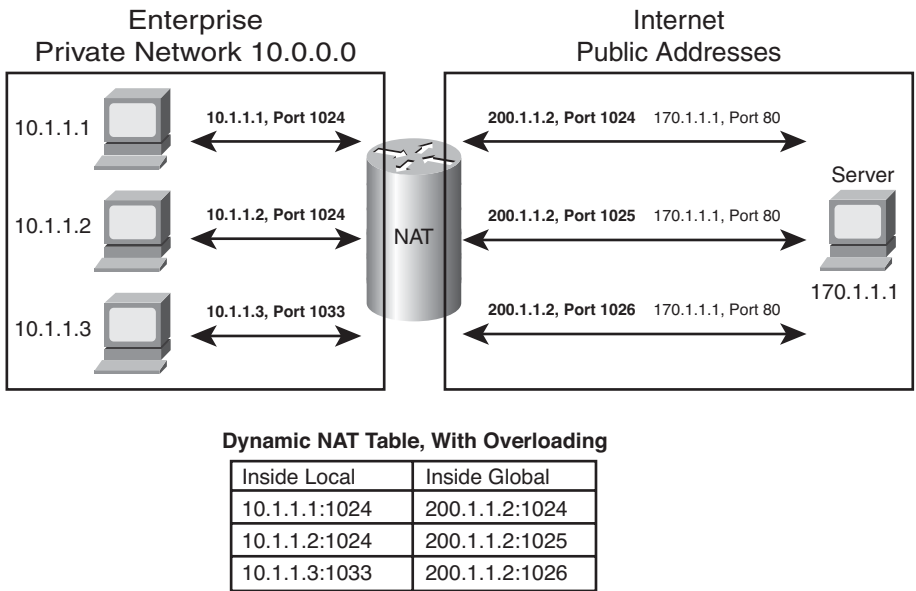 Enterprise
Private Network 10.0.0.0
Internet
Public Addresses
10.1.1.1
10.1.1.1, Port 1024
200.1.1.2, Port 1024 170.1.1.1, Port 80
Server
10.1.1.2
10.1.1.2, Port 1024
NAT
200.1.1.2, Port 1025 170.1.1.1, Port 80
170.1.1.1
10.1.1.3
10.1.1.3, Port 1033
200.1.1.2, Port 1026 170.1.1.1, Port 80
Dynamic NAT Table, With Overloading
Inside Local Inside Global
10.1.1.1:1024 200.1.1.2:1024
10.1.1.2:1024 200.1.1.2:1025
10.1.1.3:1033 200.1.1.2:1026